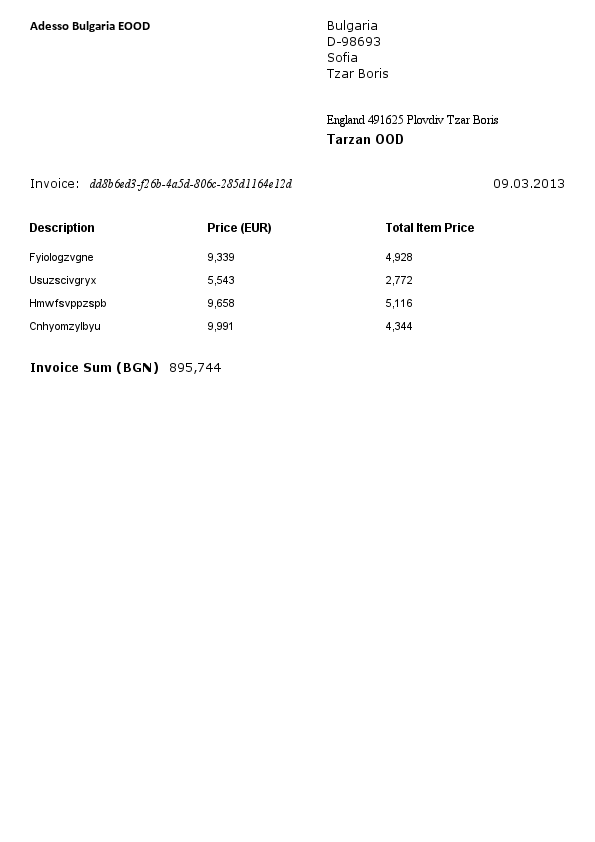 Adesso Bulgaria EOOD
Bulgaria
D-98693
Sofia
Tzar Boris
England 491625 Plovdiv Tzar Boris
Tarzan OOD
Invoice: dd8b6ed3-f26b-4a5d-806c-285d1164e12d 09.03.2013
Description Price (EUR) Total Item Price
Fyiologzvgne 9,339 4,928
Usuzscivgryx 5,543 2,772
Hmwfsvppzspb 9,658 5,116
Cnhyomzylbyu 9,991 4,344
Invoice Sum (BGN) 895,744